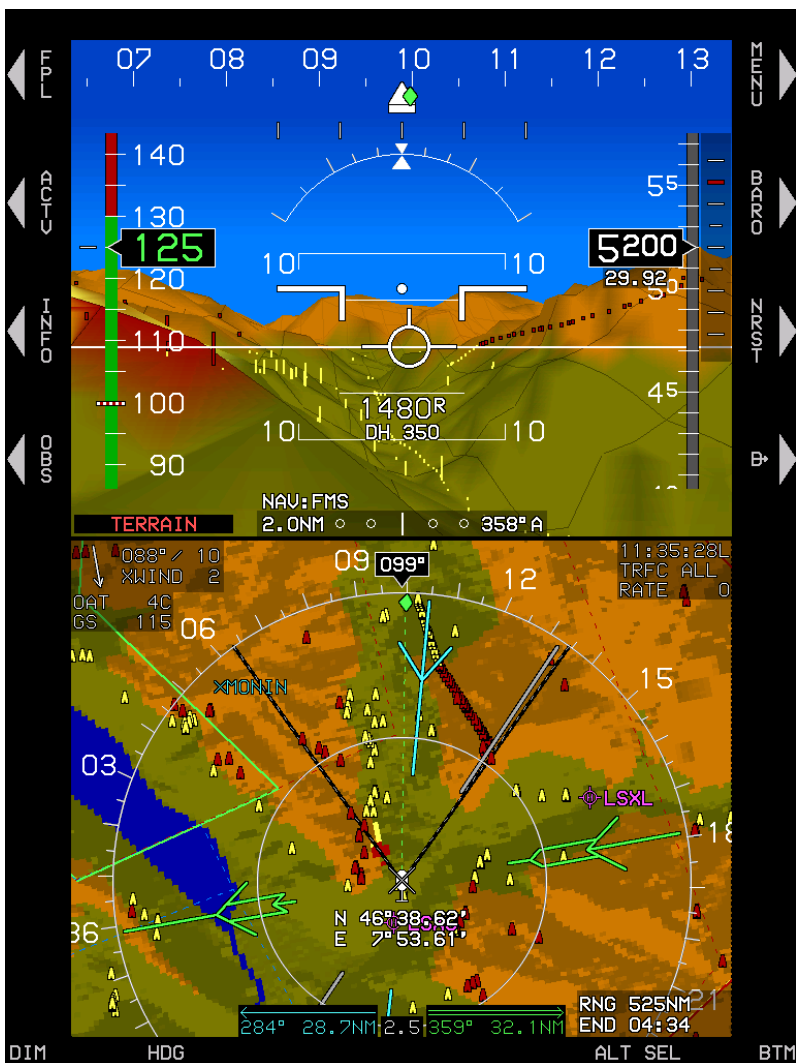 FPL
MENU
07 08 09 10 11 12 13
ACTV
BARO
140
130
125
120
110
100
90
55
5200
29.92
50
45
10 10
1480R
DH 350
10 10
INFO
NRST
OBS
NAV:FMS
TERRAIN
2.0NM 358°A
088°/ 10
XWIND 2
OAT 4C
GS 115
09
099°
12
11:35:28L
TRFC ALL
RATE 0
06
15
MONIN
03
LSXL
18
36
N 46°38.62'
E 7°53.61'
21
284° 28.7NM
2.5
359° 32.1NM
RNG 525NM
END 04:34
DIM
HDG
ALT SEL
BTM